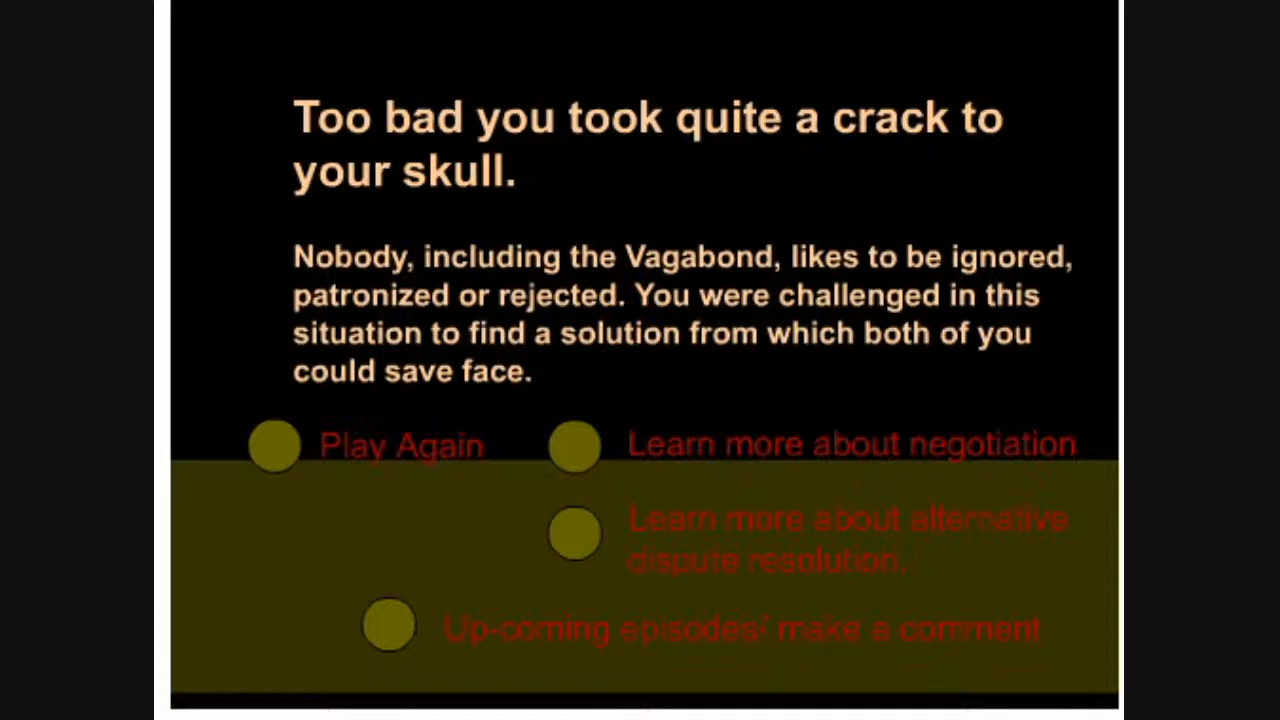 Too bad you took quite a crack to
your skull.
Nobody, including the Vagabond, likes to be ignored,
patronized or rejected. You were challenged in this
situation to find a solution from which both of you
could save face.
Play Again
Learn more about negotiation
Learn more about alternative
dispute resolution.
Up-coming episodes/ make a comment